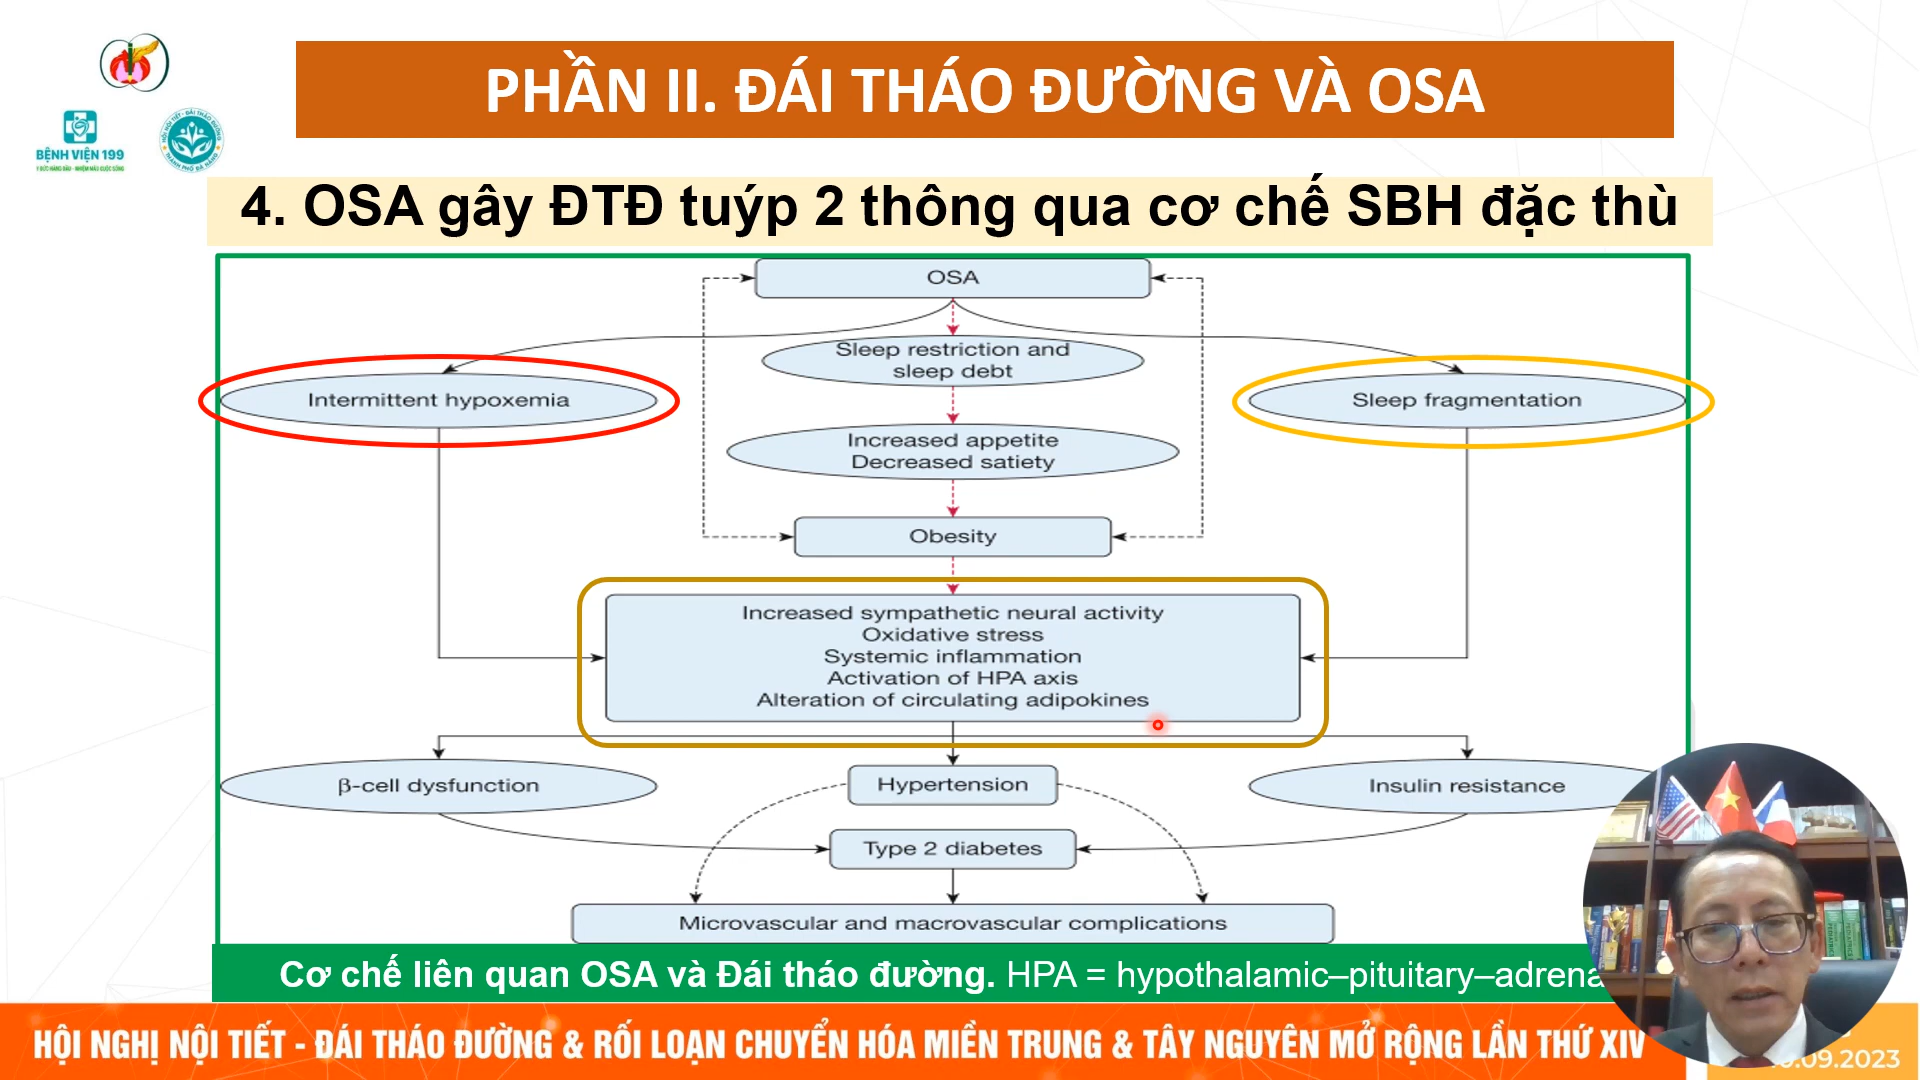 PHẦN II. ĐÁI THÁO ĐƯỜNG VÀ OSA
BỆNH VIỆN 199
4. OSA gây ĐTĐ tuýp 2 thông qua cơ chế SBH đặc thù
OSA
Sleep restriction and
sleep debt
Intermittent hypoxemia
Sleep fragmentation
Increased appetite
Decreased satiety
Obesity
Increased sympathetic neural activity
Oxidative stress
Systemic inflammation
Activation of HPA axis
Alteration of circulating adipokines
β-cell dysfunction
Hypertension
Insulin resistance
Type 2 diabetes
Microvascular and macrovascular complications
Cơ chế liên quan OSA và Đái tháo đường. HPA = hypothalamic–pituitary–adrena
HỘI NGHỊ NỘI TIẾT - ĐÁI THÁO ĐƯỜNG & RỐI LOẠN CHUYỂN HÓA MIỀN TRUNG & TÂY NGUYÊN MỞ RỘNG LẦN THỨ XIV
.09.2023